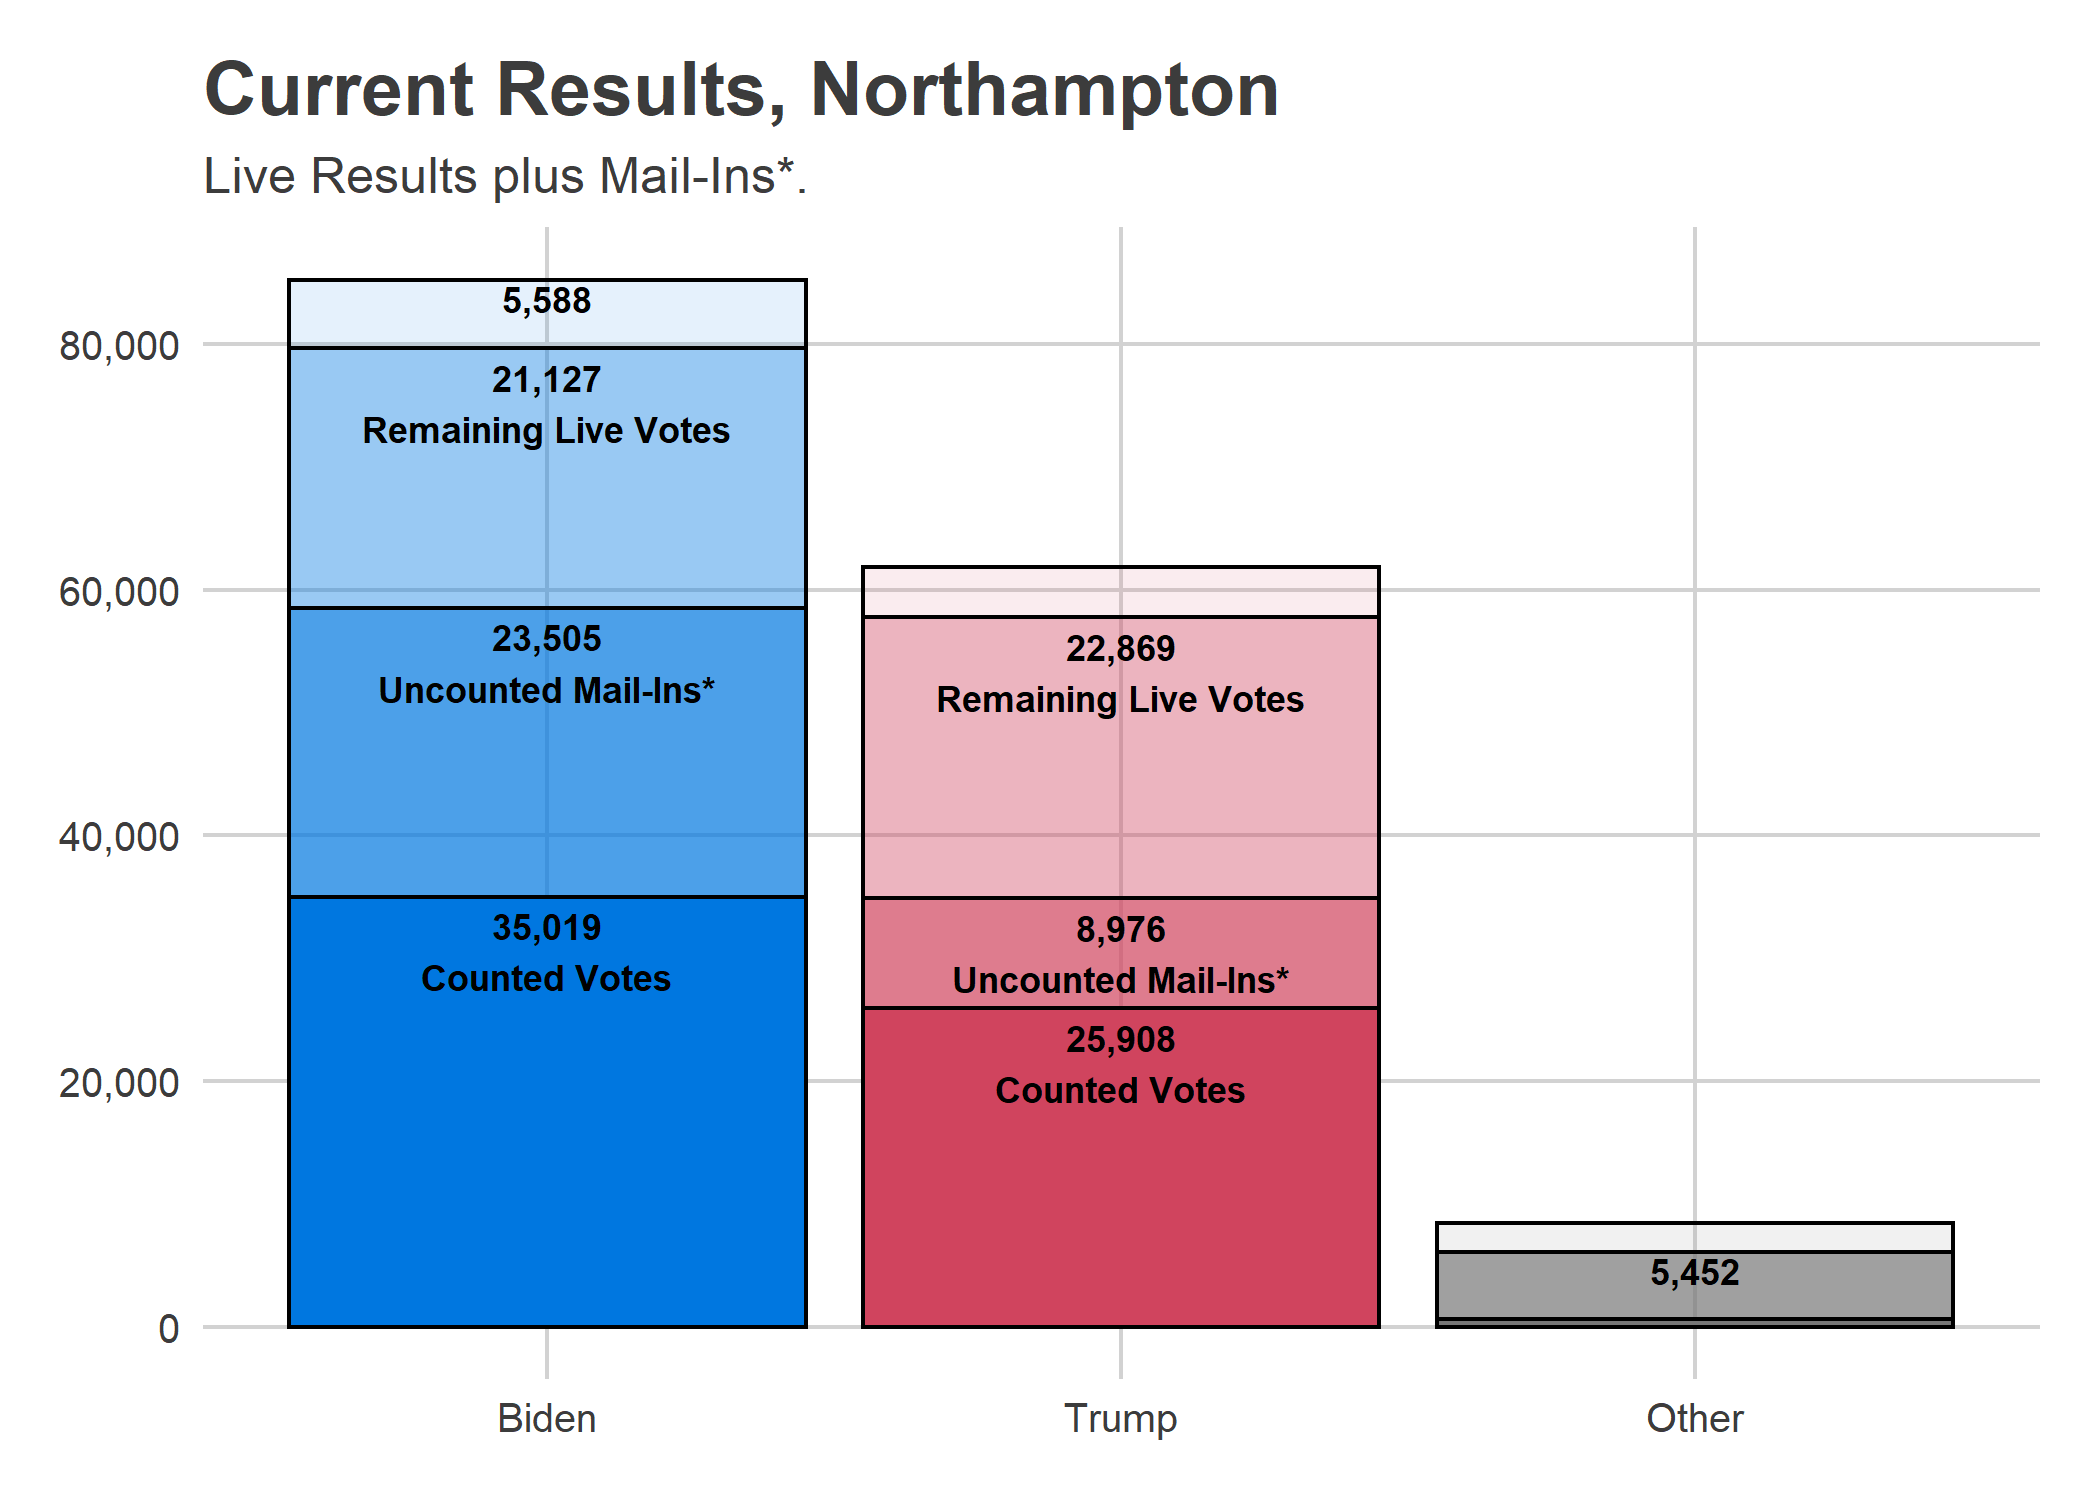 Current Results, Northampton
Live Results plus Mail-Ins*.
80,000
60,000
40,000
20,000
0
5,588
21,127
Remaining Live Votes
23,505
Uncounted Mail-Ins*
35,019
Counted Votes
22,869
Remaining Live Votes
8,976
Uncounted Mail-Ins*
25,908
Counted Votes
5,452
Biden
Trump
Other